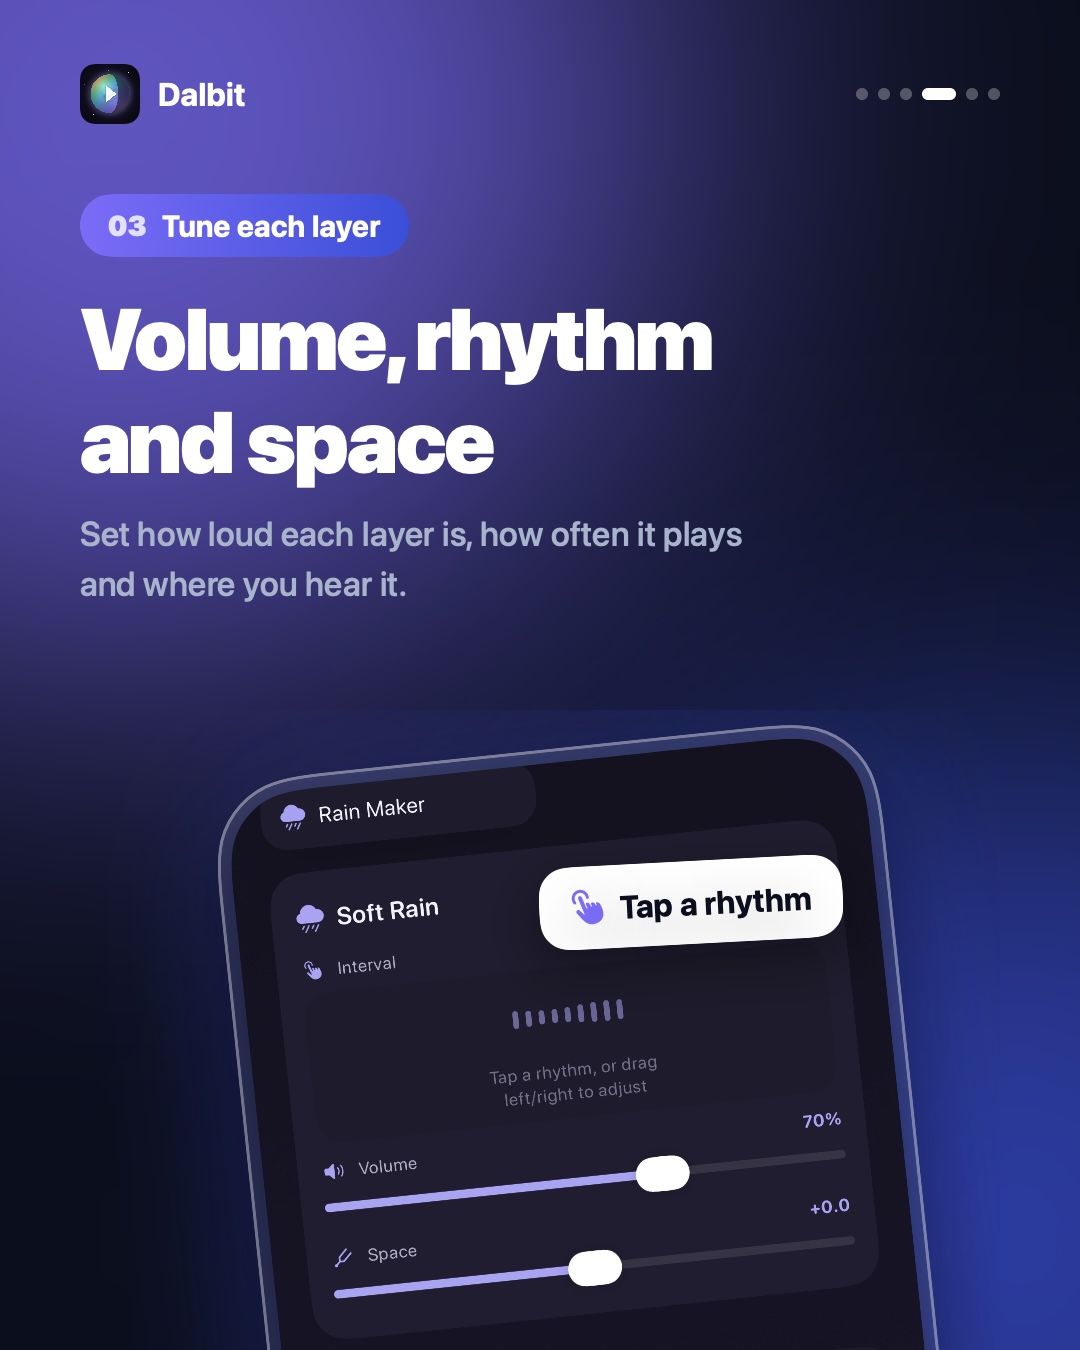 Dalbit
03 Tune each layer
Volume, rhythm
and space
Set how loud each layer is, how often it plays
and where you hear it.
Rain Maker
Soft Rain
Tap a rhythm
Interval
Tap a rhythm, or drag
left/right to adjust
70%
Volume
+0.0
Space